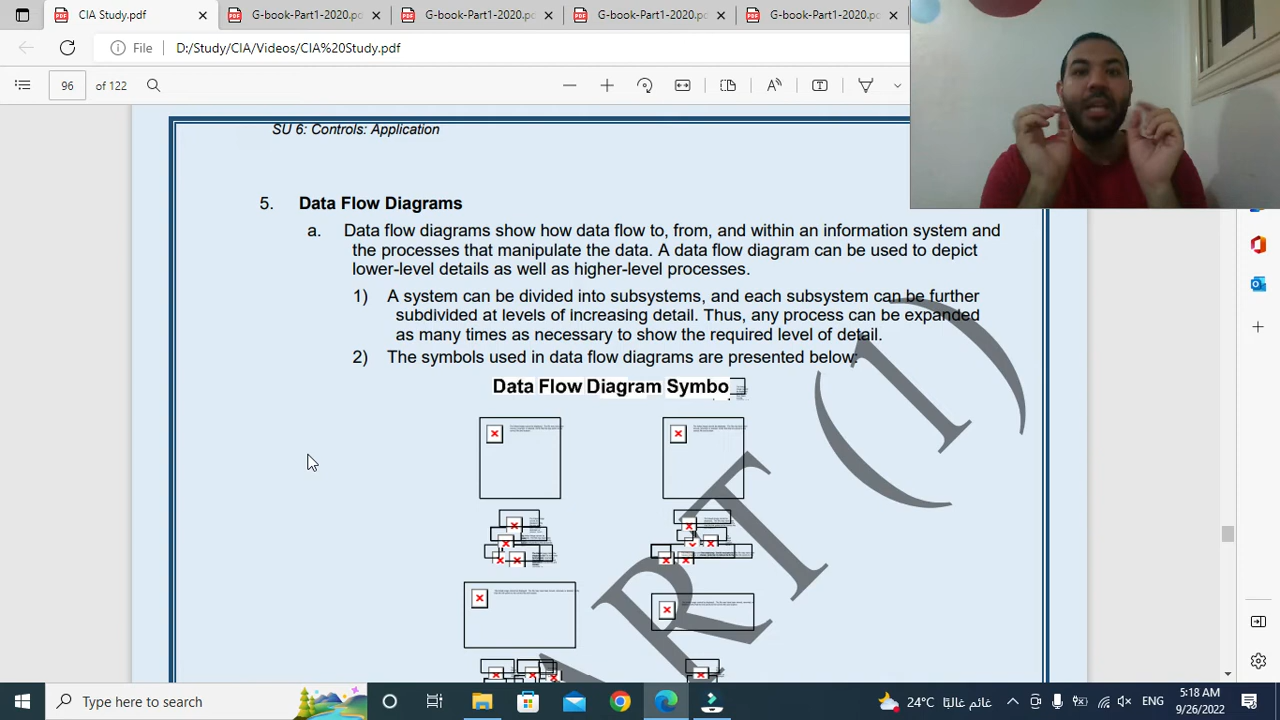 CIA Study.pdf
G-book-Part1-2020.pdf
G-book-Part1-2020.pdf
G-book-Part1-2020.pdf
G-book-Part1-2020.pdf
File
D:/Study/CIA/Videos/CIA%20Study.pdf
96 of 122
SU 6: Controls: Application
5. Data Flow Diagrams
a. Data flow diagrams show how data flow to, from, and within an information system and
the processes that manipulate the data. A data flow diagram can be used to depict
lower-level details as well as higher-level processes.
1) A system can be divided into subsystems, and each subsystem can be further
subdivided at levels of increasing detail. Thus, any process can be expanded
as many times as necessary to show the required level of detail.
2) The symbols used in data flow diagrams are presented below:
Data Flow Diagram Symbo
PART (1)
Type here to search
24°C غائم غالبًا
ENG
5:18 AM
9/26/2022